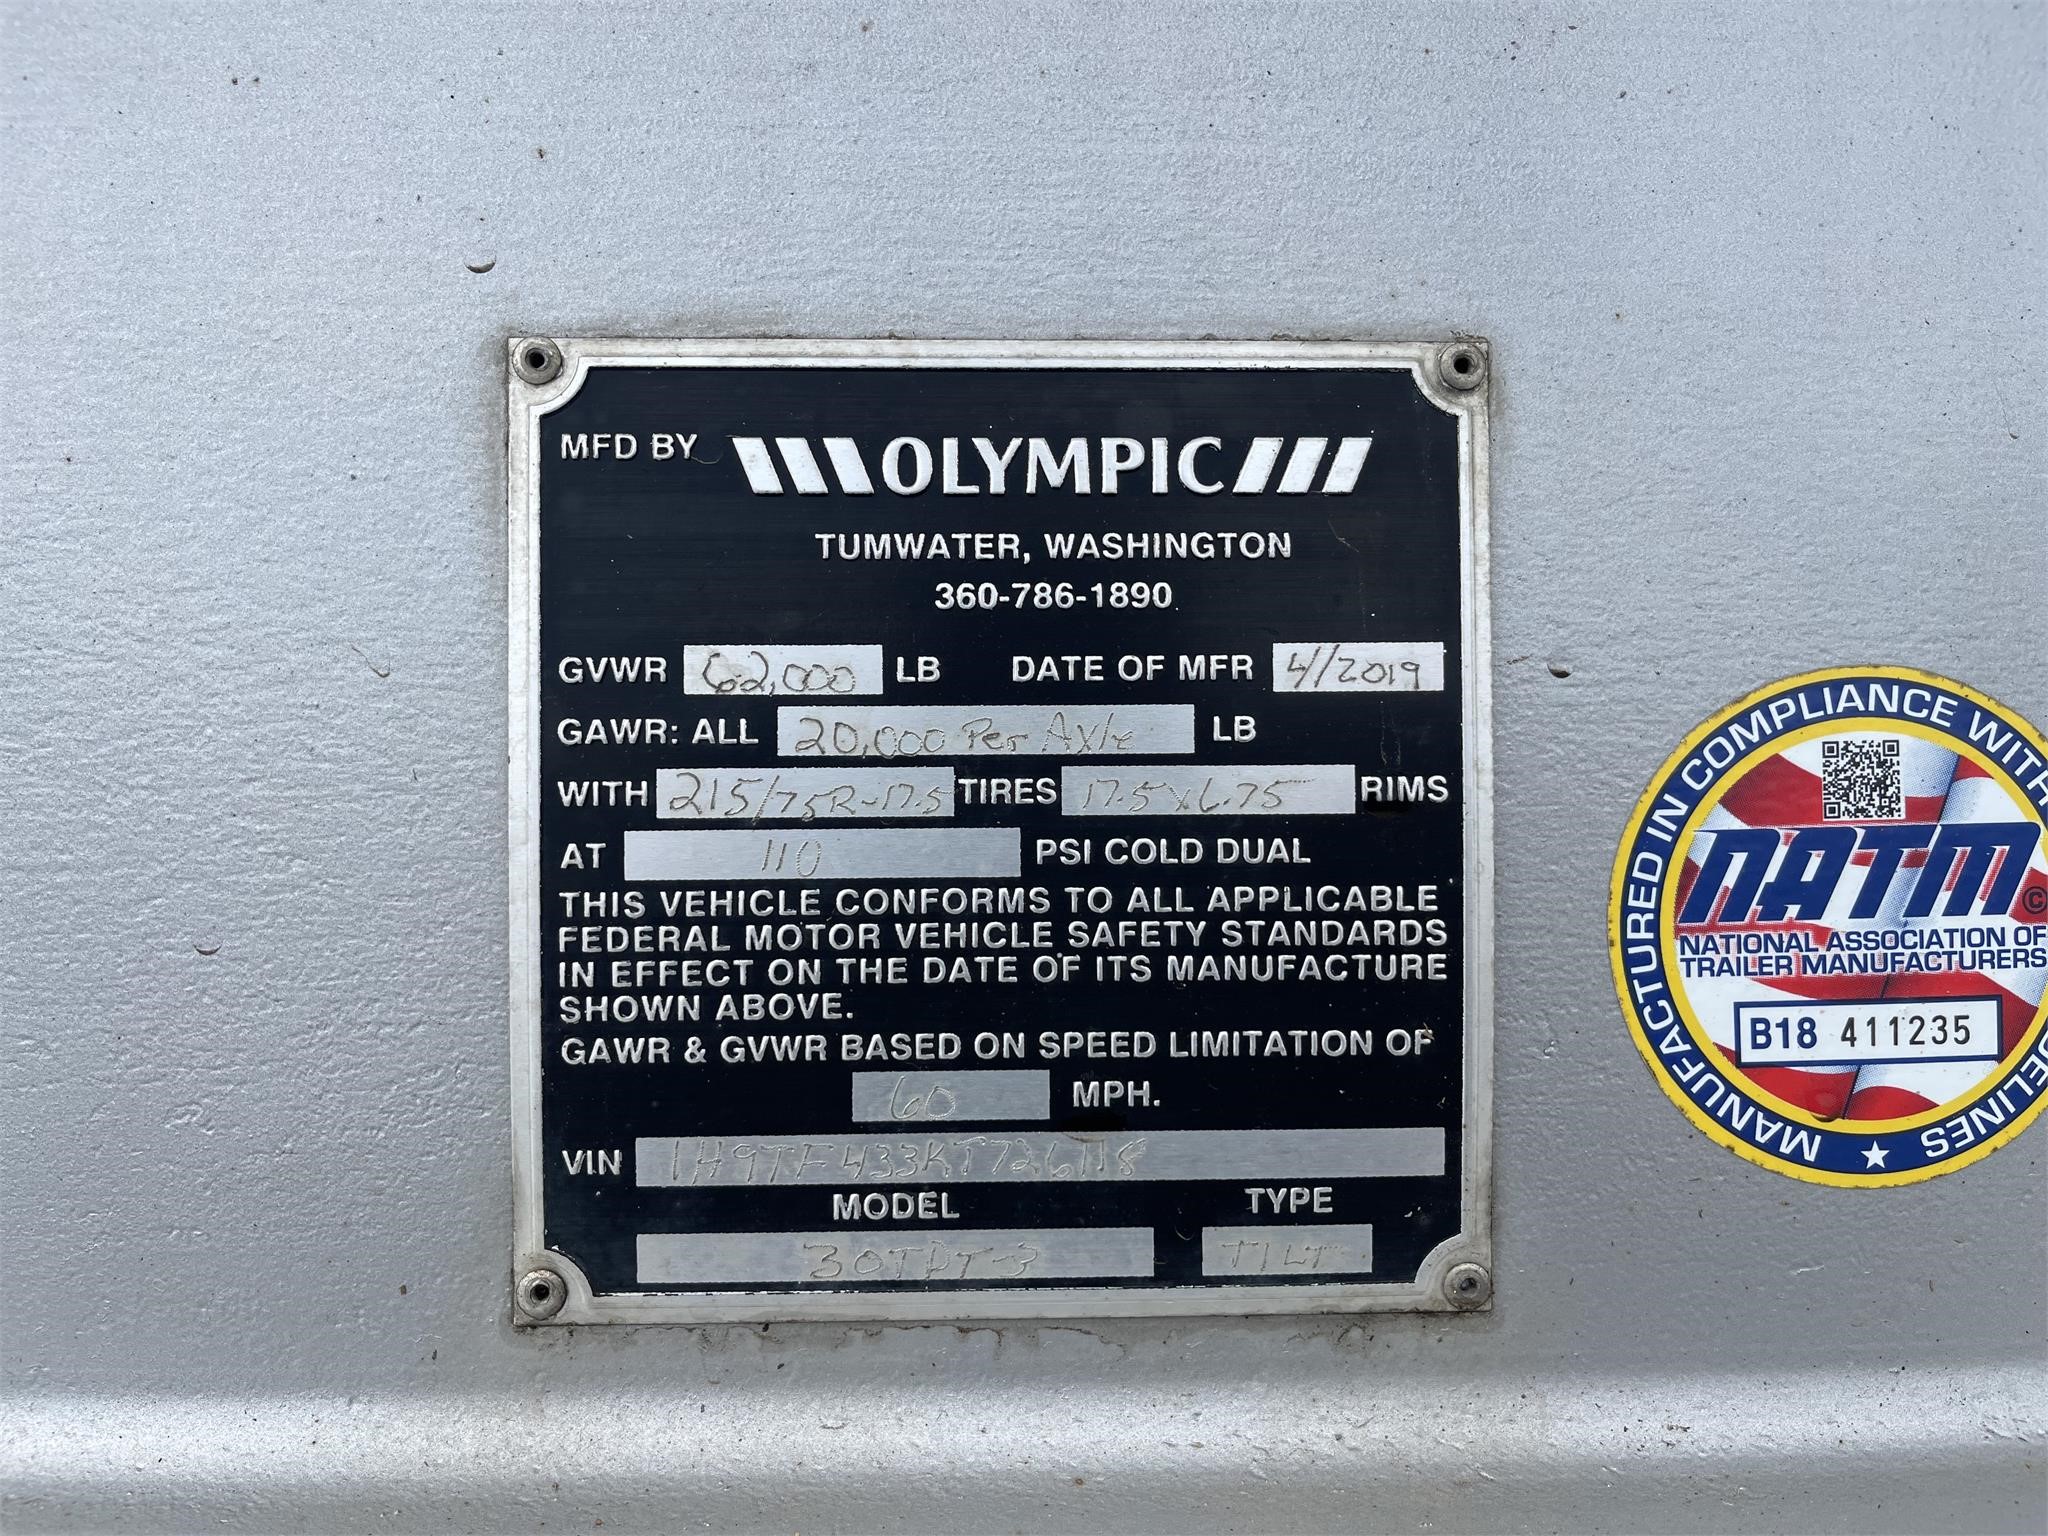 MFD BY OLYMPIC
TUMWATER, WASHINGTON
360-786-1890
GVWR 62,000 LB DATE OF MFR 4/2019
GAWR: ALL 20,000 Per Axle LB
WITH 215/75R-17.5 TIRES 17.5x6.75 RIMS
AT 110 PSI COLD DUAL
THIS VEHICLE CONFORMS TO ALL APPLICABLE
FEDERAL MOTOR VEHICLE SAFETY STANDARDS
IN EFFECT ON THE DATE OF ITS MANUFACTURE
SHOWN ABOVE.
GAWR & GVWR BASED ON SPEED LIMITATION OF
60 MPH.
VIN 1H9TF433KT726118
MODEL TYPE
30TDT-3 TILT
MANUFACTURED IN COMPLIANCE WITH
NATM ©
NATIONAL ASSOCIATION OF
TRAILER MANUFACTURERS
B18 411235